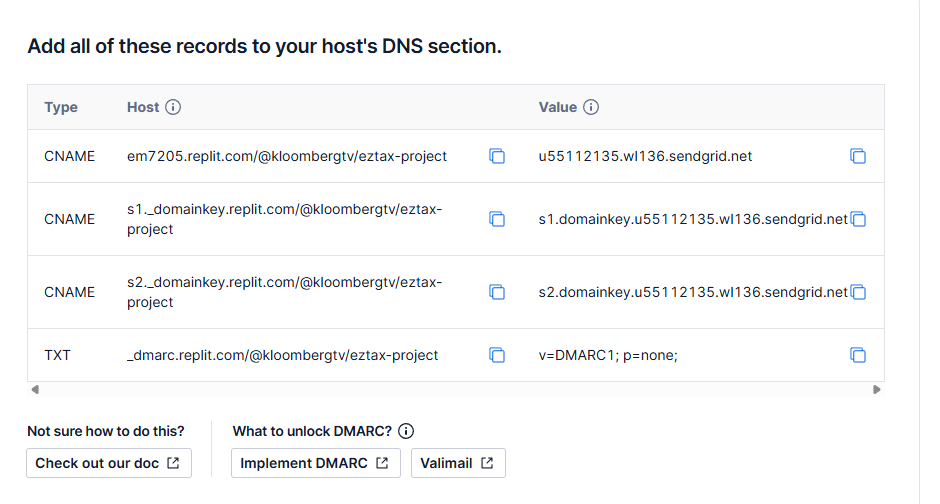 Add all of these records to your host's DNS section.
Type Host Value
CNAME em7205.replit.com/@kloombergtv/eztax-project u55112135.wl136.sendgrid.net
s1._domainkey.replit.com/@kloombergtv/eztax-
CNAME s1.domainkey.u55112135.wl136.sendgrid.net
project
s2._domainkey.replit.com/@kloombergtv/eztax-
CNAME s2.domainkey.u55112135.wl136.sendgrid.net
project
TXT _dmarc.replit.com/@kloombergtv/eztax-project v=DMARC1; p=none;
Not sure how to do this? What to unlock DMARC?
Check out our doc Implement DMARC Valimail